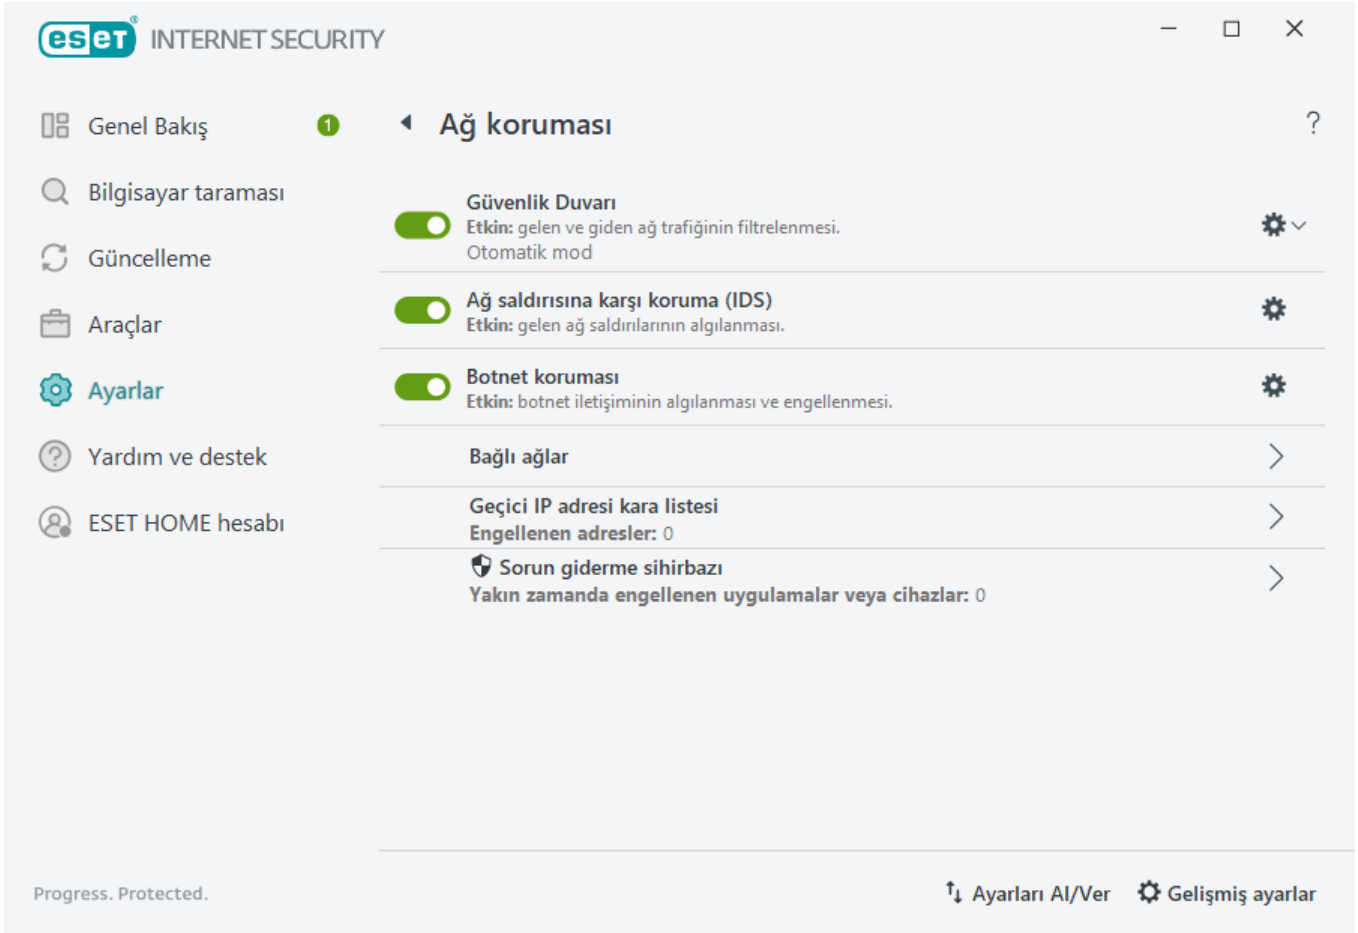 eset® INTERNET SECURITY
Genel Bakış 1
Bilgisayar taraması
Güncelleme
Araçlar
Ayarlar
Yardım ve destek
ESET HOME hesabı
Ağ koruması ?
Güvenlik Duvarı
Etkin: gelen ve giden ağ trafiğinin filtrelenmesi.
Otomatik mod
Ağ saldırısına karşı koruma (IDS)
Etkin: gelen ağ saldırılarının algılanması.
Botnet koruması
Etkin: botnet iletişiminin algılanması ve engellenmesi.
Bağlı ağlar
Geçici IP adresi kara listesi
Engellenen adresler: 0
Sorun giderme sihirbazı
Yakın zamanda engellenen uygulamalar veya cihazlar: 0
Progress. Protected.
Ayarları Al/Ver Gelişmiş ayarlar